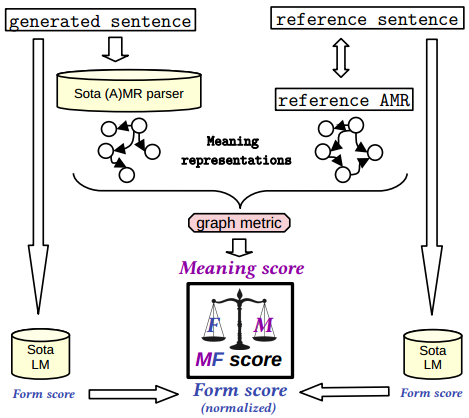 generated sentence
reference sentence
Sota (A)MR parser
reference AMR
Meaning
representations
graph metric
Meaning score
F M
MF score
Sota
LM
Form score
Sota
LM
Form score
Form score
(normalized)